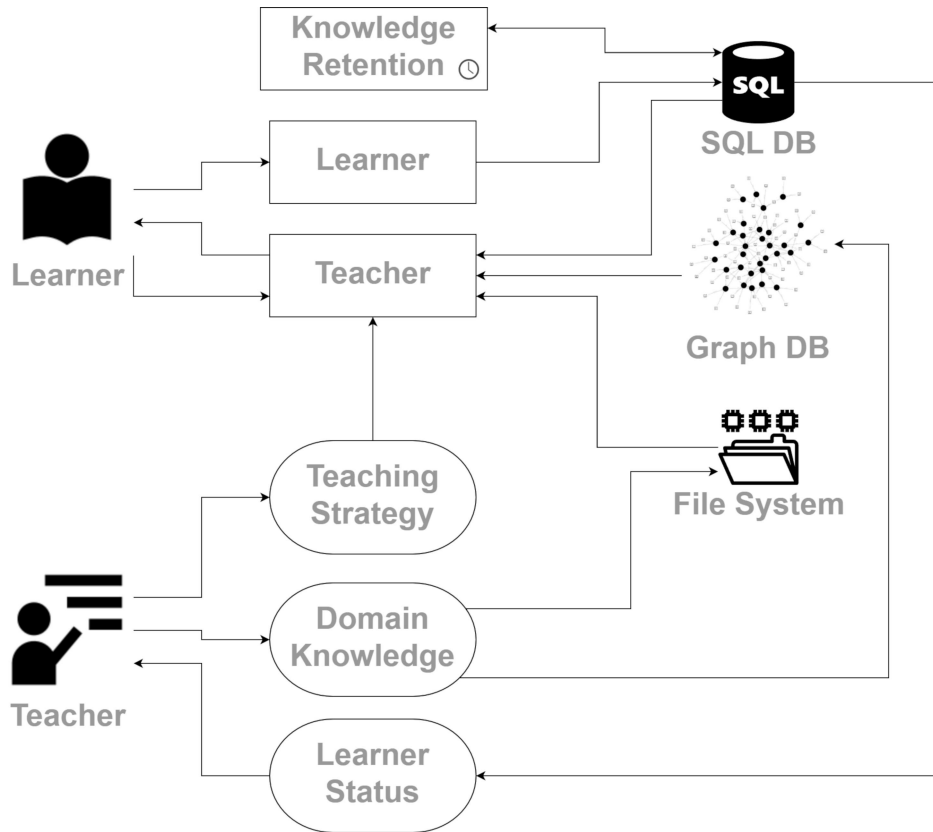 Knowledge
Retention
SQL
SQL DB
Learner
Learner
Teacher
Graph DB
Teaching
Strategy
File System
Domain
Knowledge
Teacher
Learner
Status